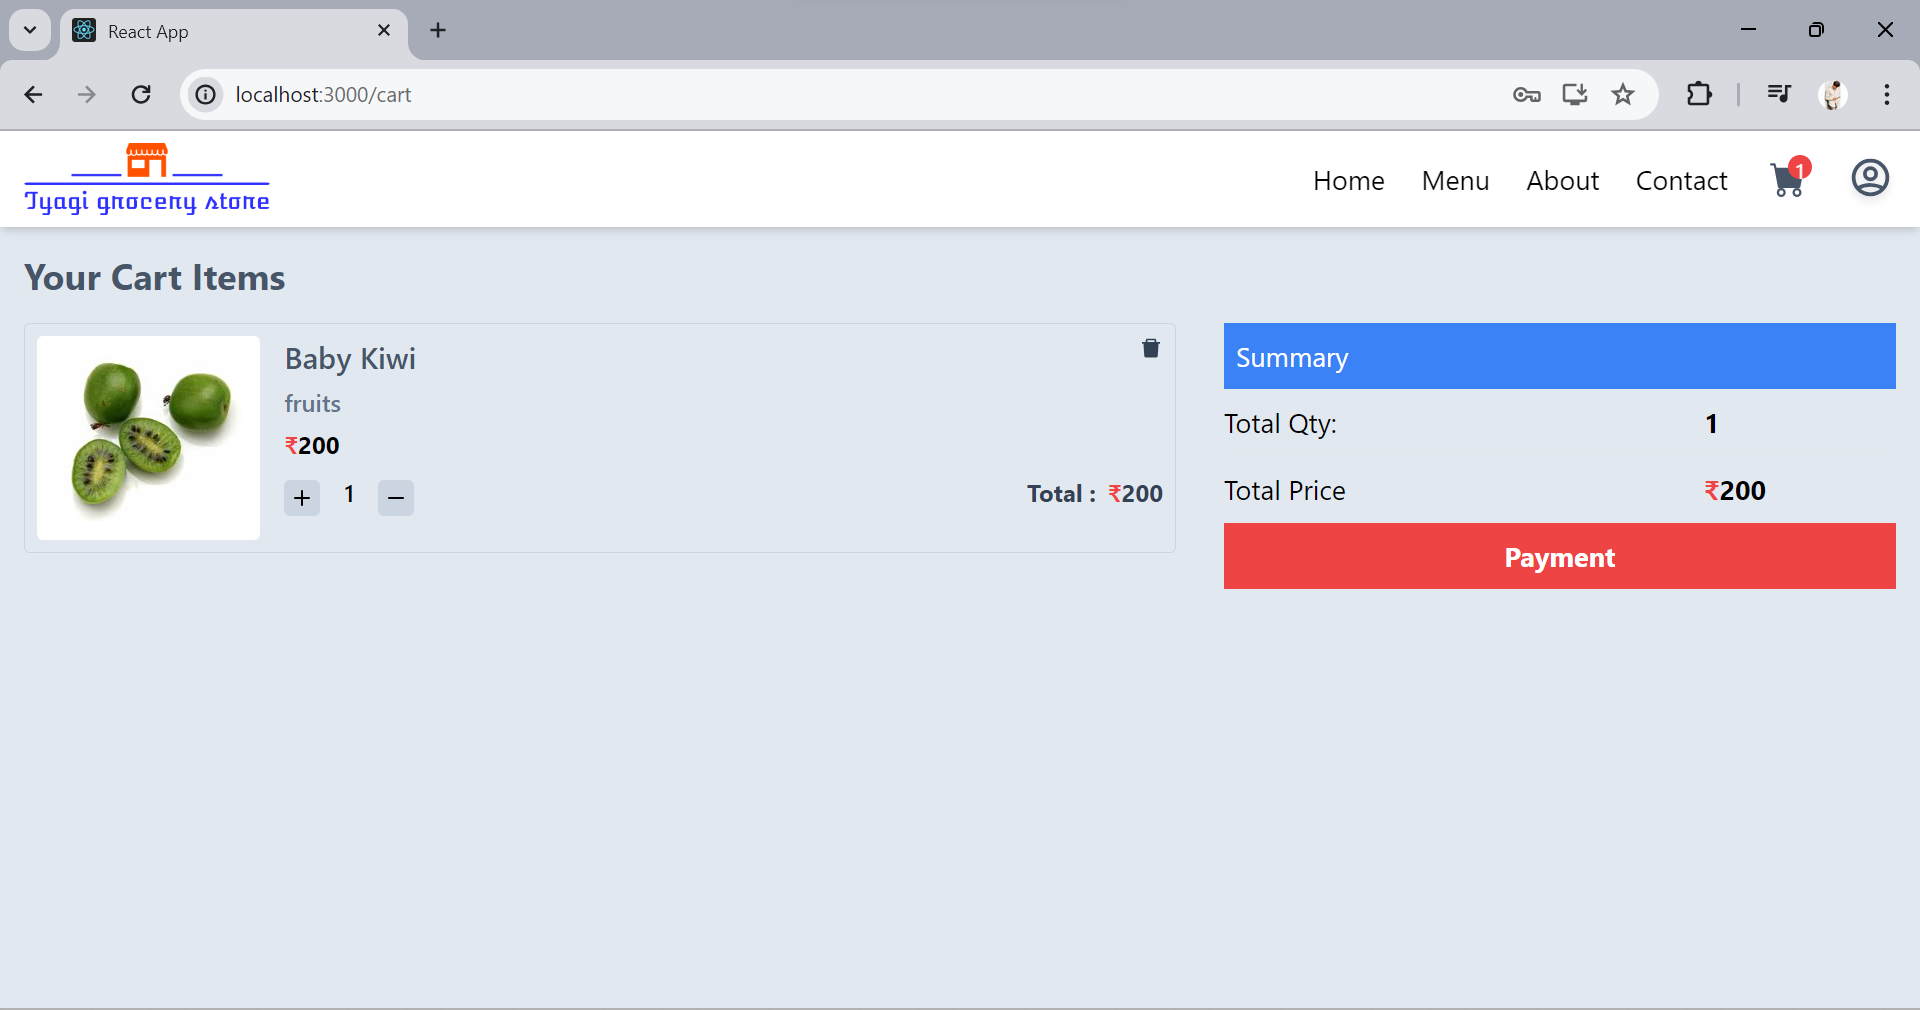 React App
localhost:3000/cart
Tyagi grocery store
Home Menu About Contact 1
Your Cart Items
Baby Kiwi
fruits
₹200
+ 1 −
Total : ₹200
Summary
Total Qty: 1
Total Price ₹200
Payment